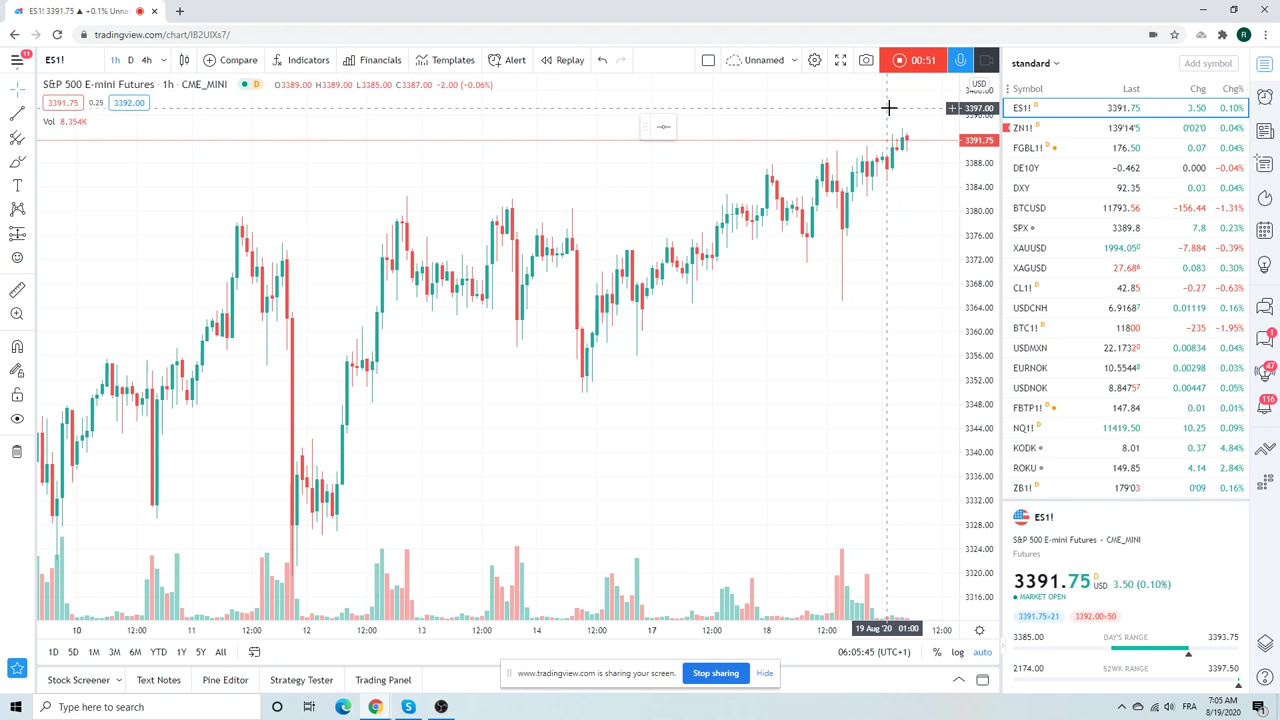 ES1! 3391.75 ▲ +0.1% Unna
tradingview.com/chart/IB2UIXs7/
R
11
ES1!
1h D 4h
Compare
Indicators
Financials
Templates
Alert
Replay
Unnamed
00:51
S&P 500 E-mini Futures · 1h · CME_MINI
D
H3389.00 L3385.00 C3387.00 −2.00 (−0.06%)
3391.75 0.25 3392.00
Vol 8.354K
USD
3397.00
3391.75
3388.00
3384.00
3380.00
3376.00
3372.00
3368.00
3364.00
3360.00
3356.00
3352.00
3348.00
3344.00
3340.00
3336.00
3332.00
3328.00
3324.00
3320.00
3316.00
10 12:00 11 12:00 12 12:00 13 12:00 14 12:00 17 12:00 18 12:00 19 Aug '20 01:00 12:00
1D 5D 1M 3M 6M YTD 1Y 5Y All
06:05:45 (UTC+1) % log auto
Stock Screener Text Notes Pine Editor Strategy Tester Trading Panel
www.tradingview.com is sharing your screen. Stop sharing Hide
standard
Add symbol
Symbol Last Chg Chg%
ES1! D 3391.75 3.50 0.10%
ZN1! D 139'14'5 0'02'0 0.04%
FGBL1! D 176.50 0.07 0.04%
DE10Y −0.462 0.000 −0.04%
DXY 92.35 0.03 0.04%
BTCUSD 11793.56 −156.44 −1.31%
SPX 3389.8 7.8 0.23%
XAUUSD 1994.05⁰ −7.884 −0.39%
XAGUSD 27.68⁶ 0.083 0.30%
CL1! D 42.85 −0.27 −0.63%
USDCNH 6.9168⁷ 0.01119 0.16%
BTC1! D 11800 −235 −1.95%
USDMXN 22.1732⁰ 0.00834 0.04%
EURNOK 10.5544⁸ 0.00298 0.03%
USDNOK 8.8475⁷ 0.00447 0.05%
FBTP1! D 147.84 0.01 0.01%
NQ1! D 11419.50 10.25 0.09%
KODK 8.01 0.37 4.84%
ROKU 149.85 4.14 2.84%
ZB1! D 179'03 0'09 0.16%
ES1!
S&P 500 E-mini Futures • CME_MINI
Futures
3391.75 D USD 3.50 (0.10%)
MARKET OPEN
3391.75×21 3392.00×50
3385.00 DAY'S RANGE 3393.75
2174.00 52WK RANGE 3397.50
1
47
116
Type here to search
FRA
7:05 AM
8/19/2020